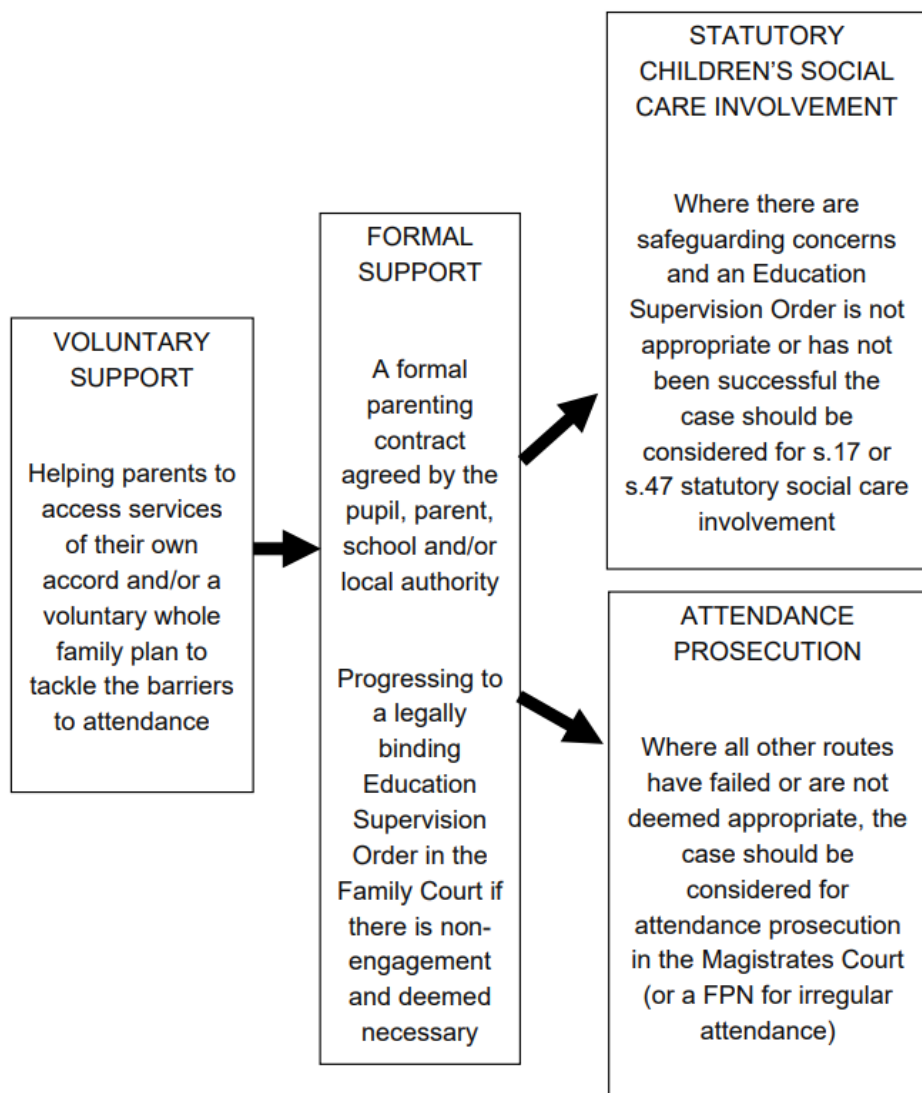 VOLUNTARY
SUPPORT
Helping parents to
access services
of their own
accord and/or a
voluntary whole
family plan to
tackle the barriers
to attendance
FORMAL
SUPPORT
A formal
parenting
contract
agreed by the
pupil, parent,
school and/or
local authority
Progressing to
a legally
binding
Education
Supervision
Order in the
Family Court if
there is non-
engagement
and deemed
necessary
STATUTORY
CHILDREN’S SOCIAL
CARE INVOLVEMENT
Where there are
safeguarding concerns
and an Education
Supervision Order is not
appropriate or has not
been successful the
case should be
considered for s.17 or
s.47 statutory social care
involvement
ATTENDANCE
PROSECUTION
Where all other routes
have failed or are not
deemed appropriate, the
case should be
considered for
attendance prosecution
in the Magistrates Court
(or a FPN for irregular
attendance)